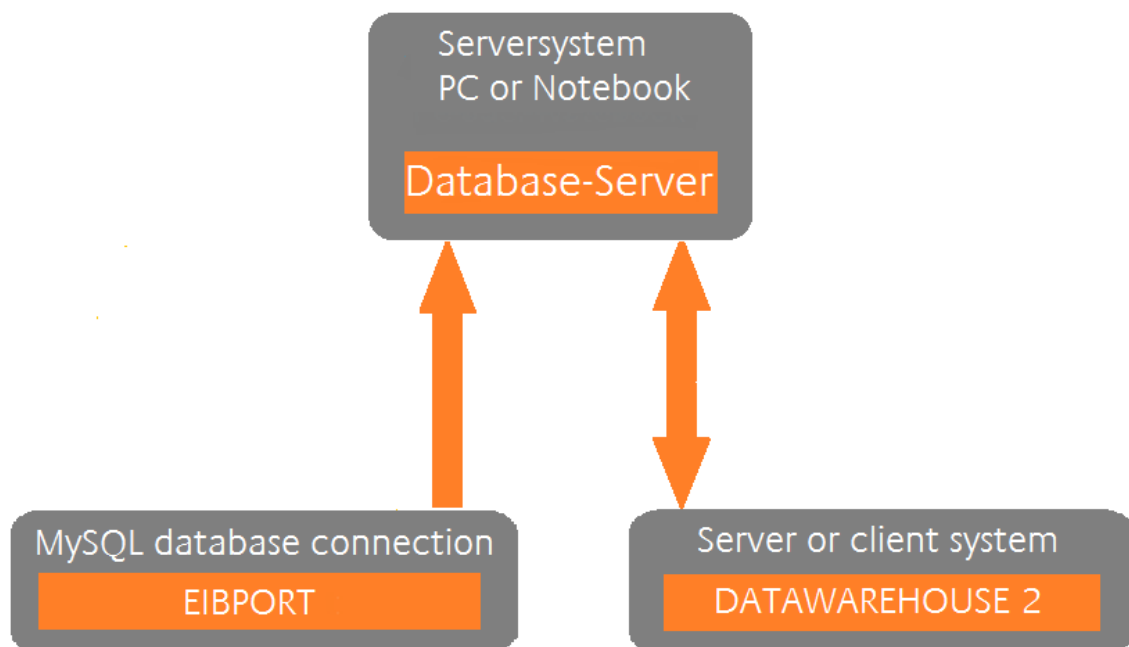 Serversystem
PC or Notebook
Database-Server
MySQL database connection
EIBPORT
Server or client system
DATAWAREHOUSE 2